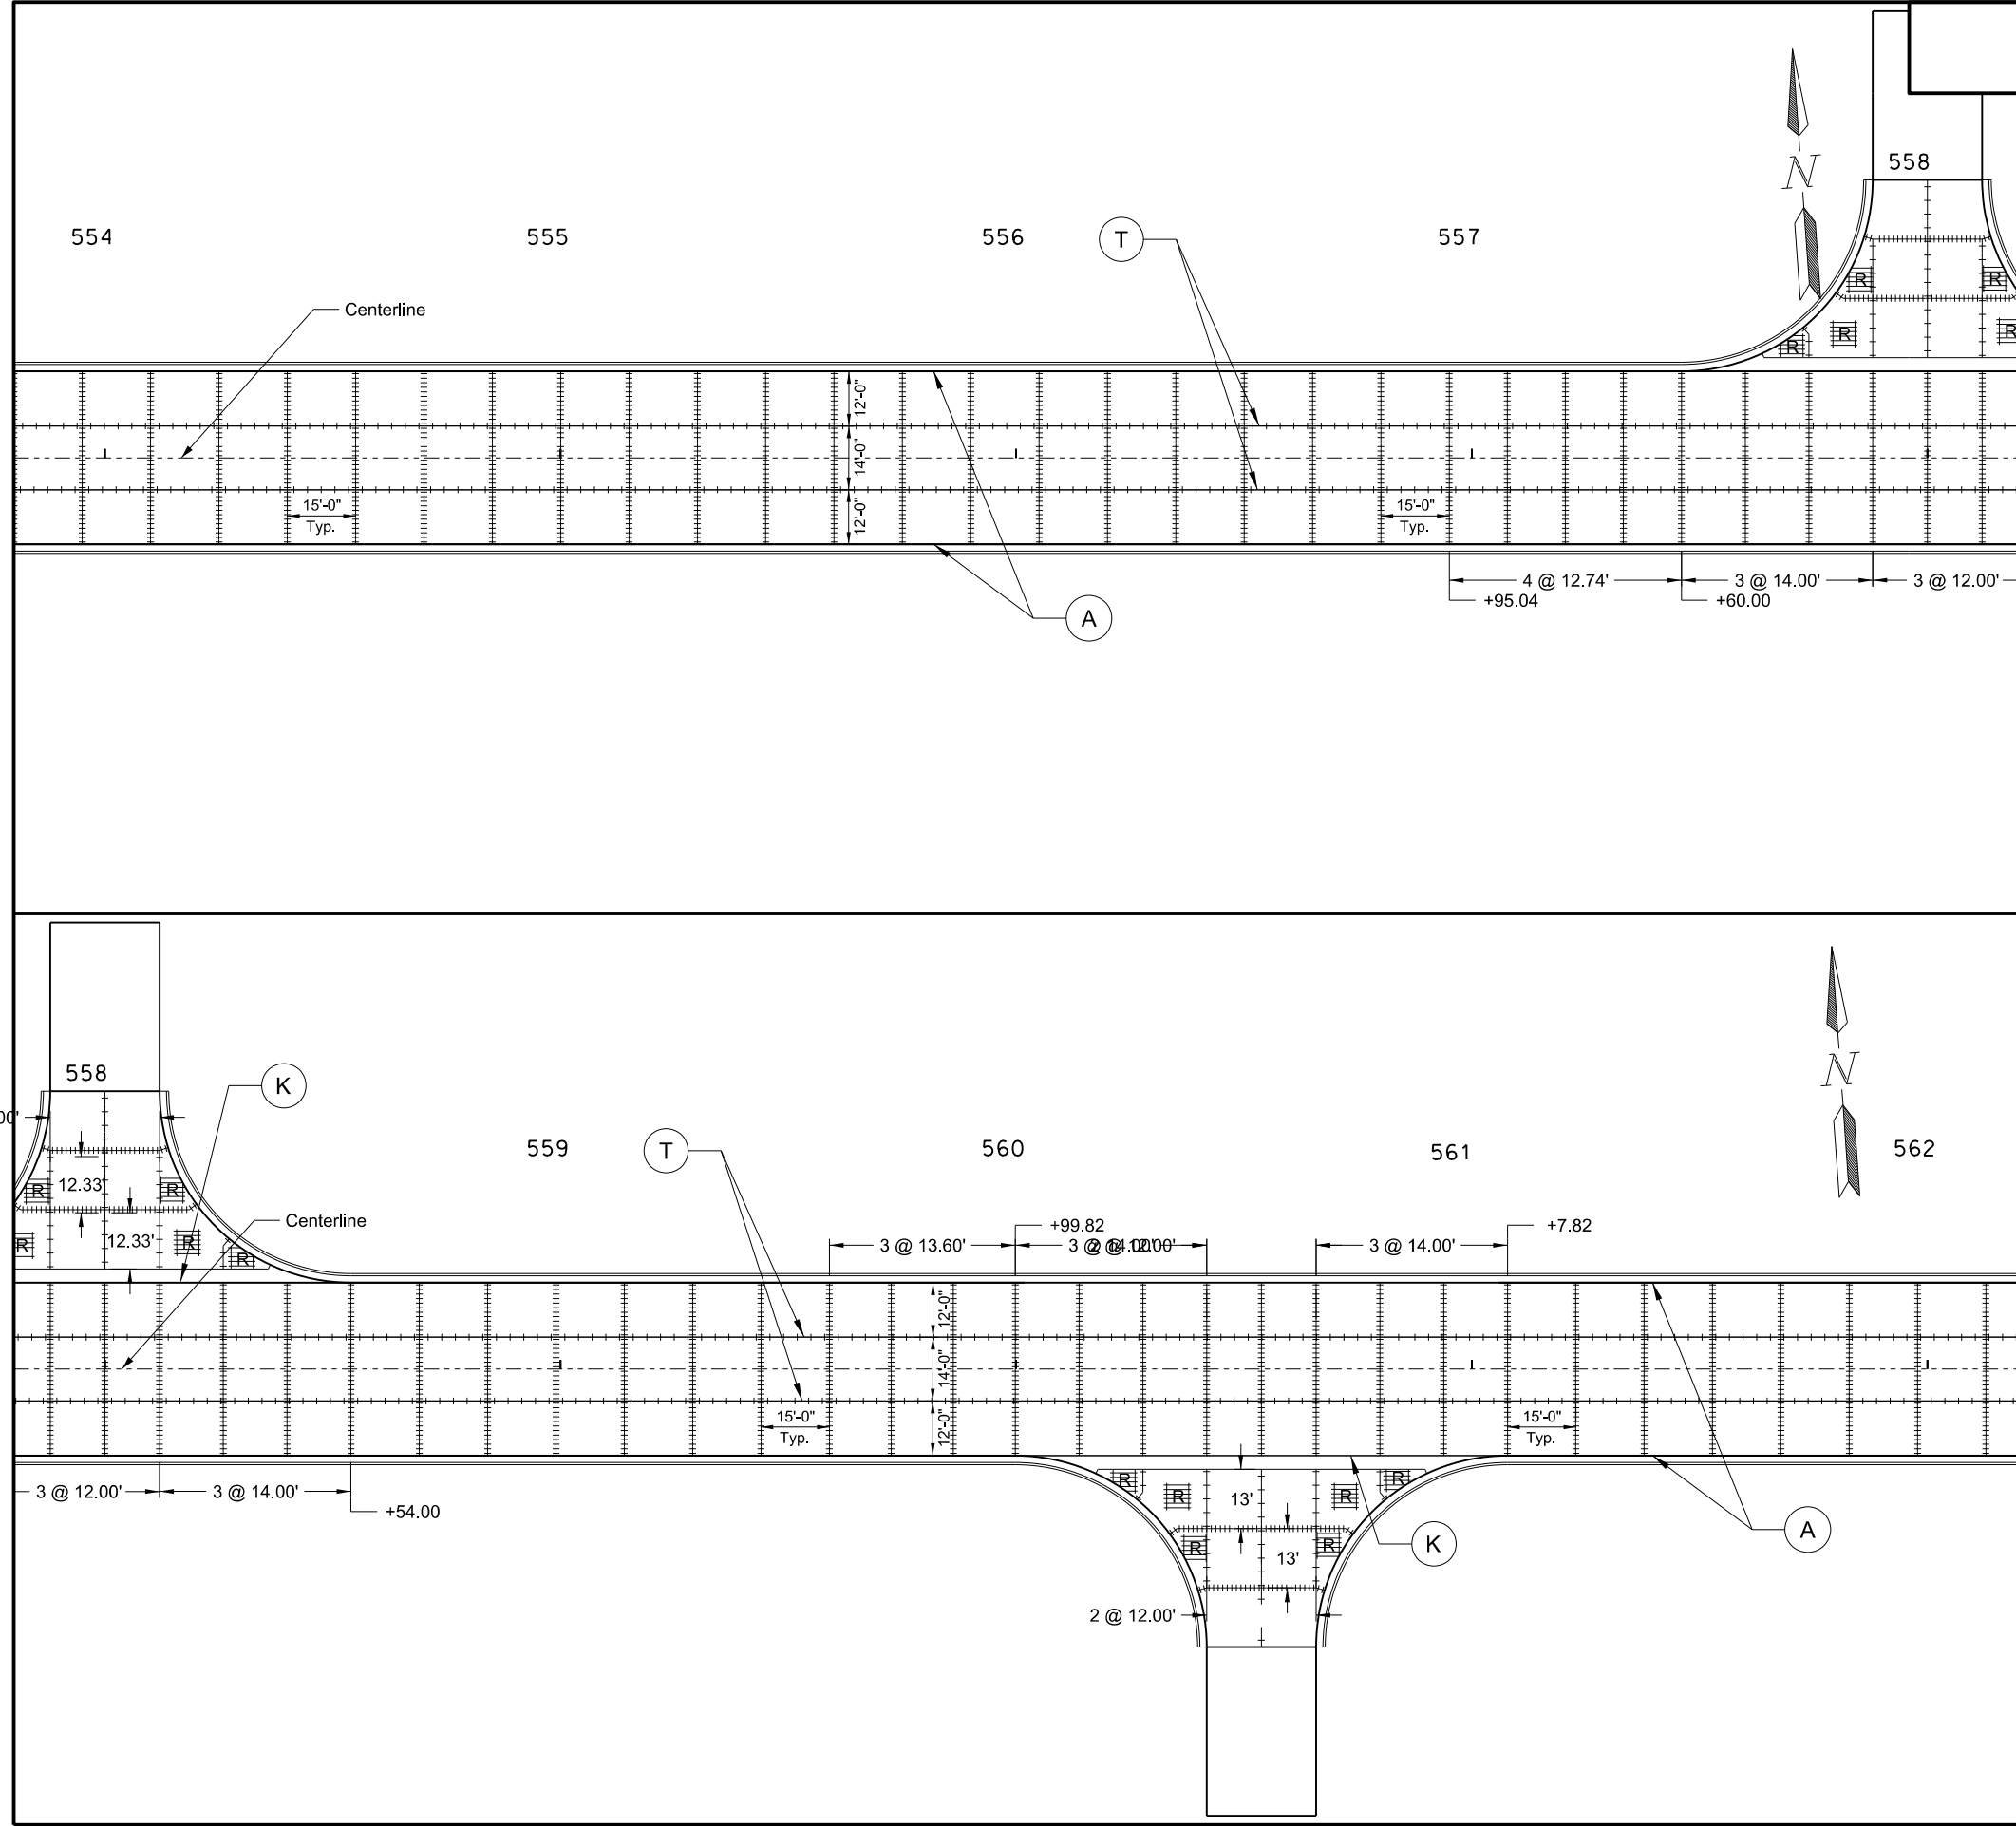 558
N
554
555
556
T
557
Centerline
R
R
R
R
R
12'-0"
14'-0"
12'-0"
15'-0"
Typ.
15'-0"
Typ.
4 @ 12.74'
3 @ 14.00'
3 @ 12.00'
+95.04
+60.00
A
558
K
N
559
T
560
561
562
12.33'
R
R
Centerline
12.33'
R
R
R
+99.82
+7.82
3 @ 13.60'
3 @ 14.00'
12'-0"
14'-0"
12'-0"
15'-0"
Typ.
15'-0"
Typ.
3 @ 12.00'
3 @ 14.00'
+54.00
R
R
R
R
13'
R
R
13'
K
A
2 @ 12.00'